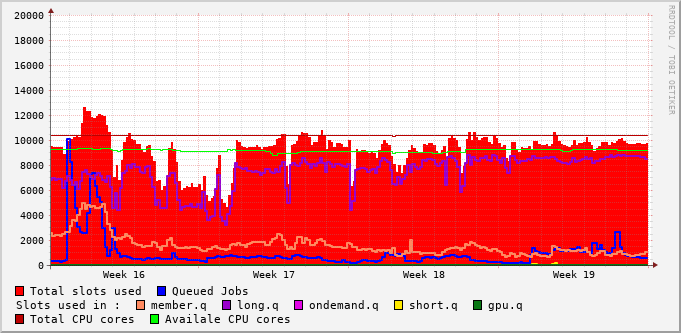 20000
18000
16000
14000
12000
10000
8000
6000
4000
2000
0
Week 16 Week 17 Week 18 Week 19
Total slots used Queued Jobs
Slots used in : member.q long.q ondemand.q short.q gpu.q
Total CPU cores Availale CPU cores
RRDTOOL / TOBI OETIKER